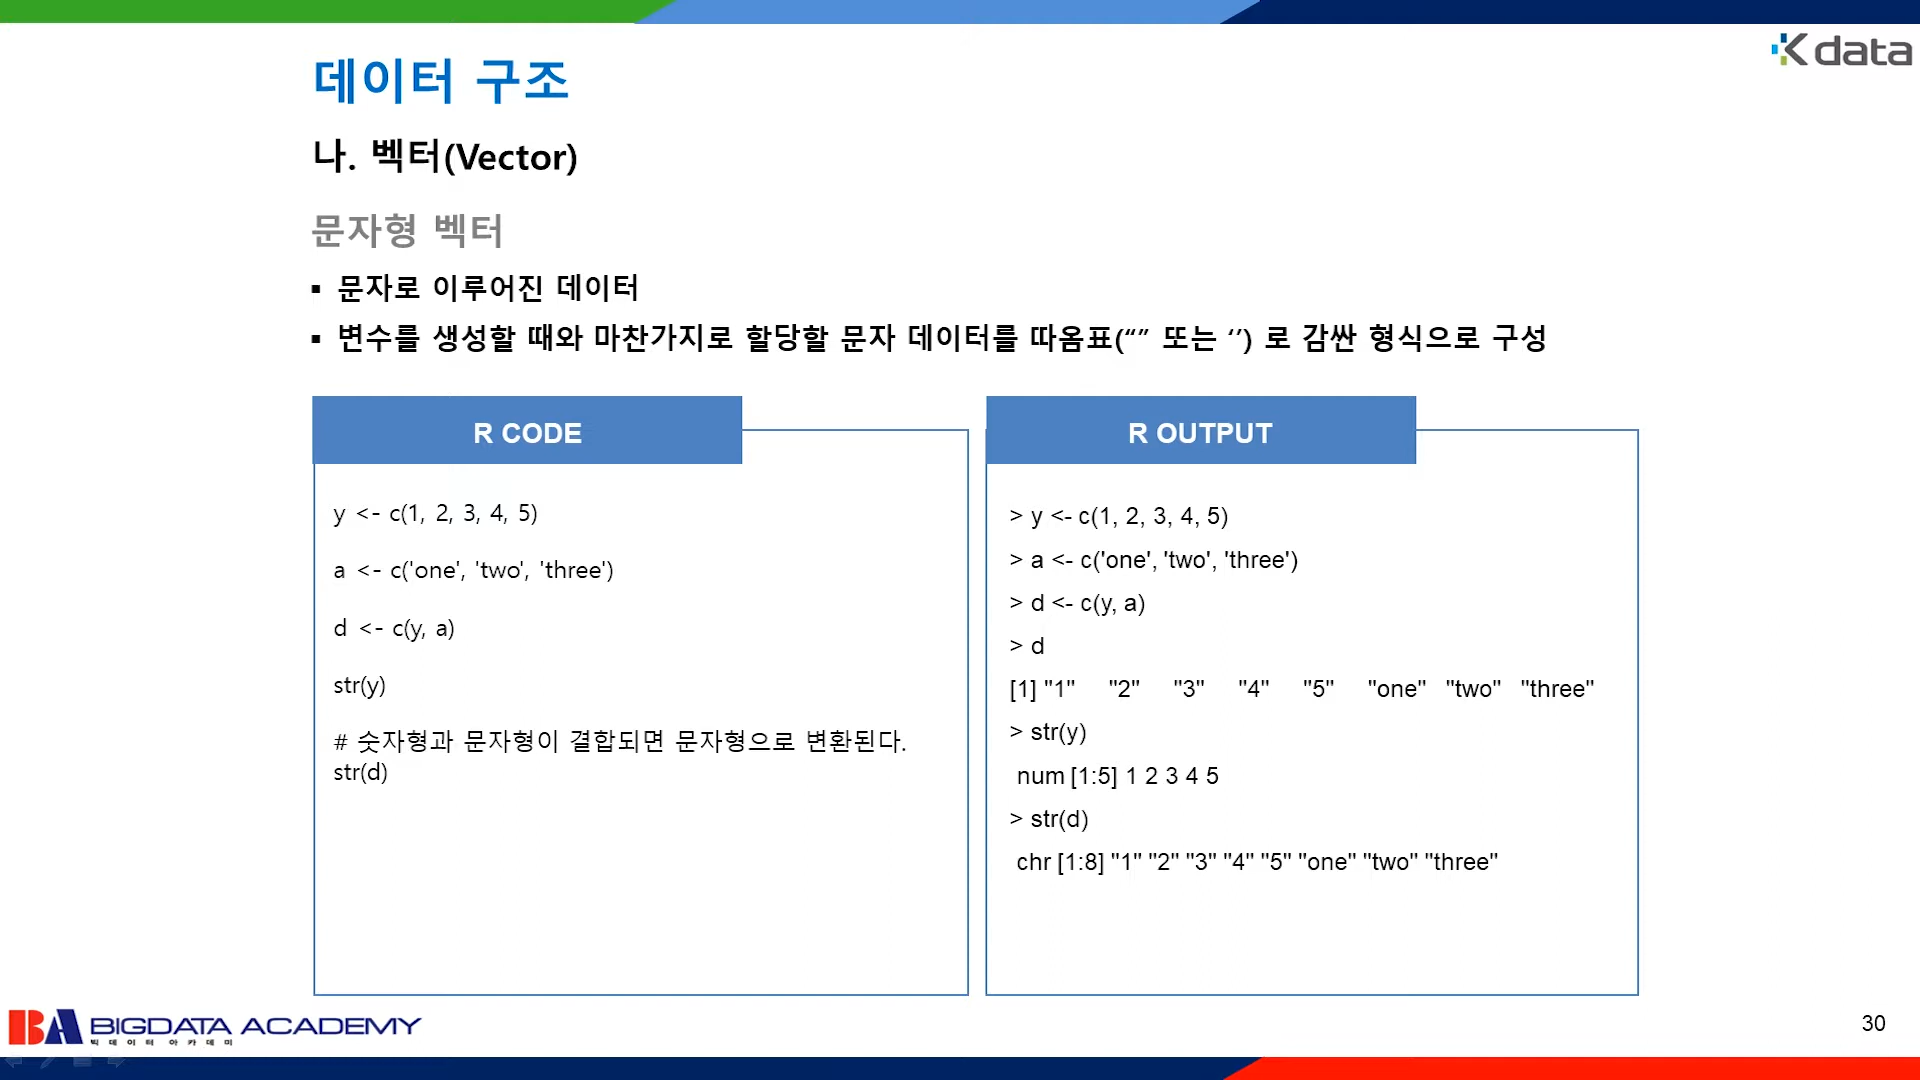 Kdata
데이터 구조
나. 벡터(Vector)
문자형 벡터
▪ 문자로 이루어진 데이터
▪ 변수를 생성할 때와 마찬가지로 할당할 문자 데이터를 따옴표(“” 또는 ‘’) 로 감싼 형식으로 구성
R CODE
y <- c(1, 2, 3, 4, 5)
a <- c('one', 'two', 'three')
d <- c(y, a)
str(y)
# 숫자형과 문자형이 결합되면 문자형으로 변환된다.
str(d)
R OUTPUT
> y <- c(1, 2, 3, 4, 5)
> a <- c('one', 'two', 'three')
> d <- c(y, a)
> d
[1] "1" "2" "3" "4" "5" "one" "two" "three"
> str(y)
num [1:5] 1 2 3 4 5
> str(d)
chr [1:8] "1" "2" "3" "4" "5" "one" "two" "three"
BA BIGDATA ACADEMY
빅데이터 아카데미
30